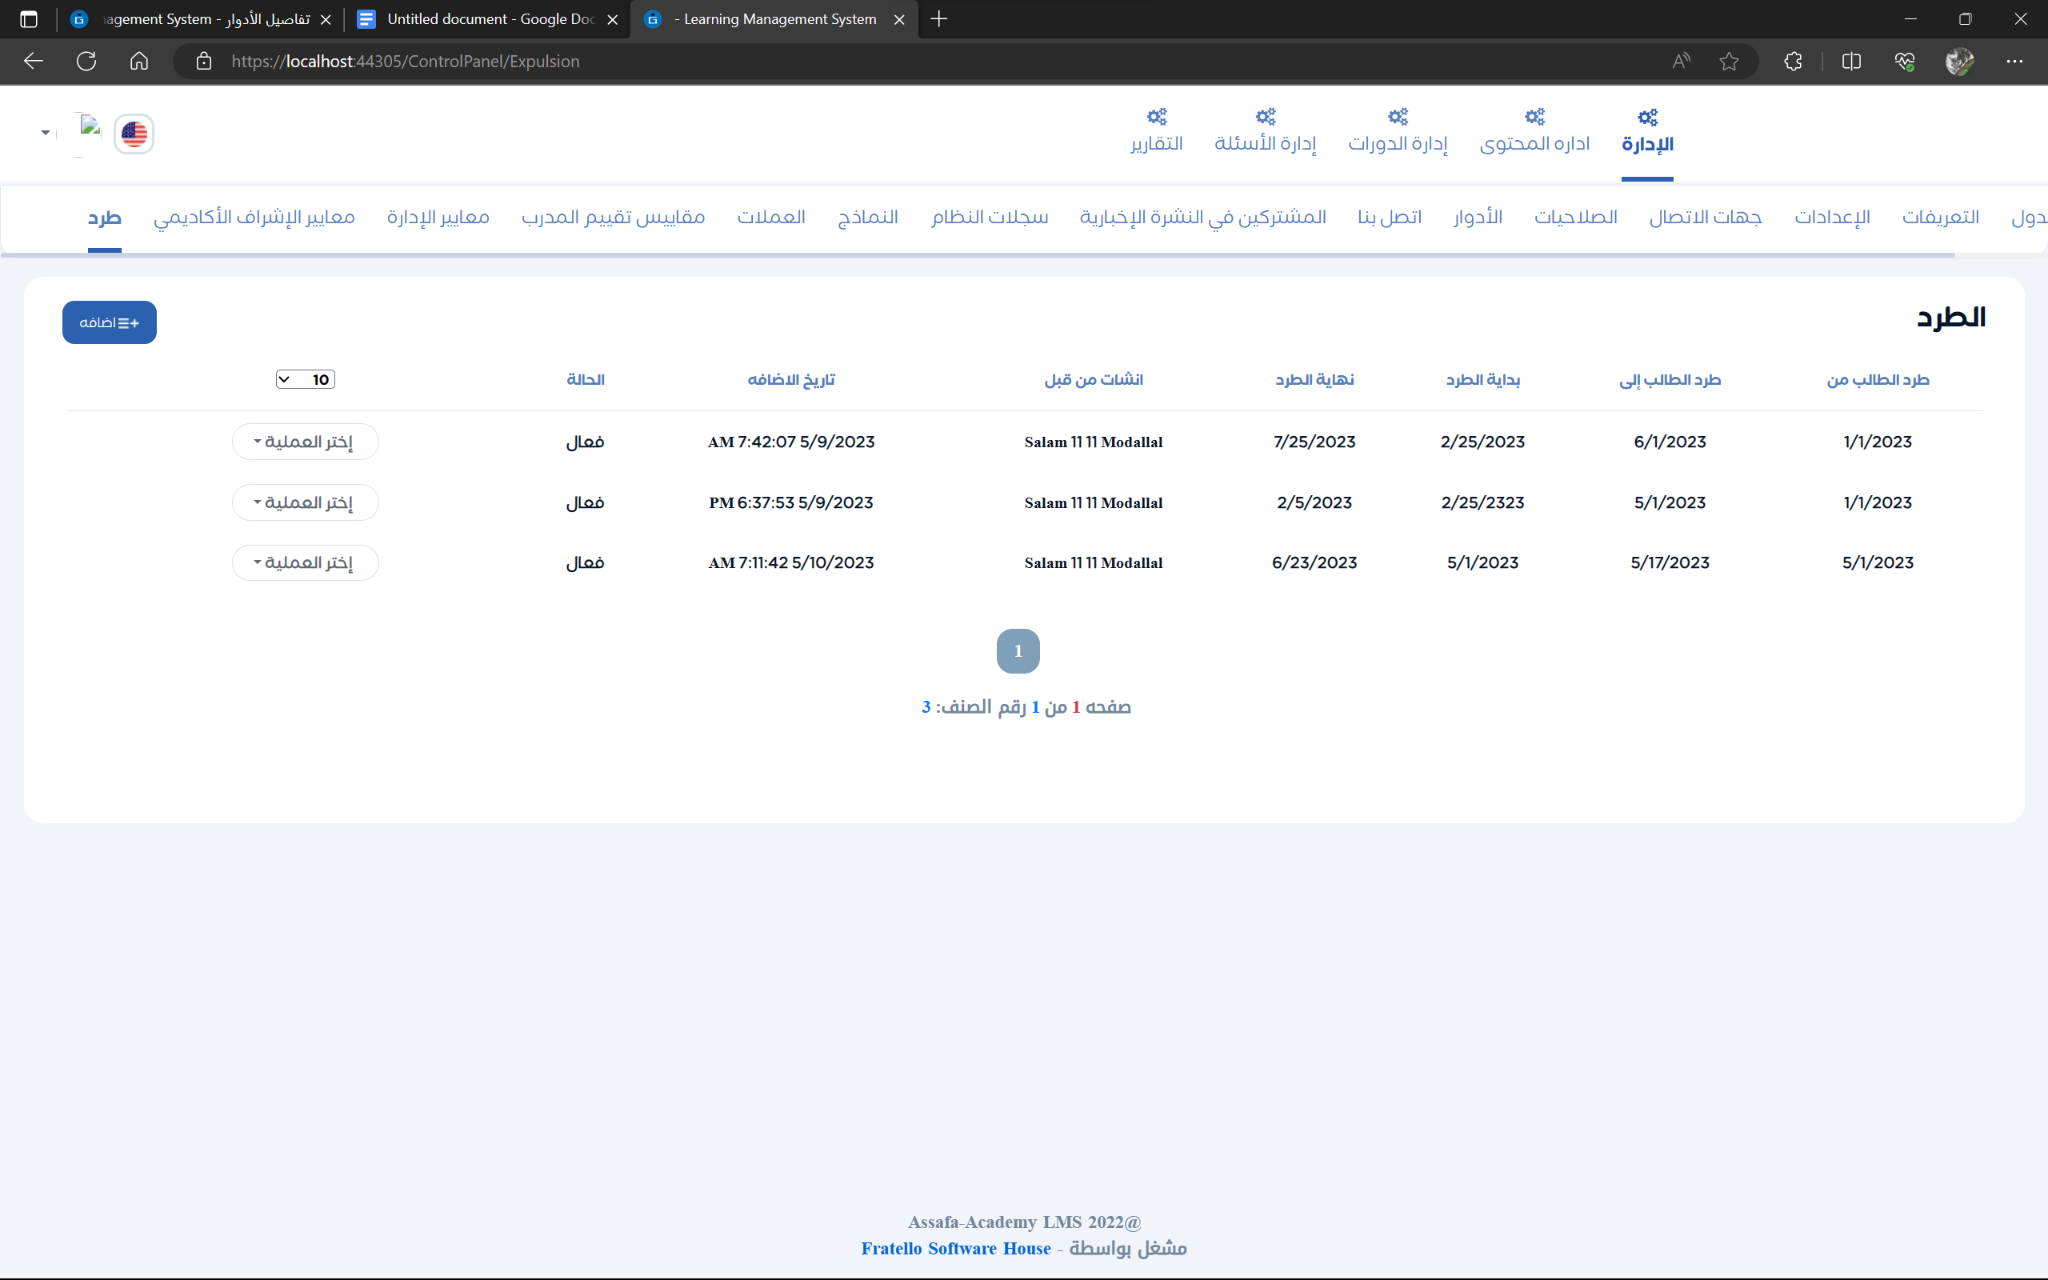 agement System - تفاصيل الأدوار
Untitled document - Google Doc
- Learning Management System
https://localhost:44305/ControlPanel/Expulsion
الإدارة
اداره المحتوى
إدارة الدورات
إدارة الأسئلة
التقارير
دول
التعريفات
الإعدادات
جهات الاتصال
الصلاحيات
الأدوار
اتصل بنا
المشتركين في النشرة الإخبارية
سجلات النظام
النماذج
العملات
مقاييس تقييم المدرب
معايير الإدارة
معايير الإشراف الأكاديمي
طرد
الطرد
اضافه
طرد الطالب من طرد الطالب إلى بداية الطرد نهاية الطرد انشات من قبل تاريخ الاضافه الحالة 10
1/1/2023 6/1/2023 2/25/2023 7/25/2023 Salam 11 11 Modallal AM 7:42:07 5/9/2023 فعال إختر العملية
1/1/2023 5/1/2023 2/25/2323 2/5/2023 Salam 11 11 Modallal PM 6:37:53 5/9/2023 فعال إختر العملية
5/1/2023 5/17/2023 5/1/2023 6/23/2023 Salam 11 11 Modallal AM 7:11:42 5/10/2023 فعال إختر العملية
1
صفحه 1 من 1 رقم الصنف: 3
Assafa-Academy LMS 2022@
مشغل بواسطة - Fratello Software House